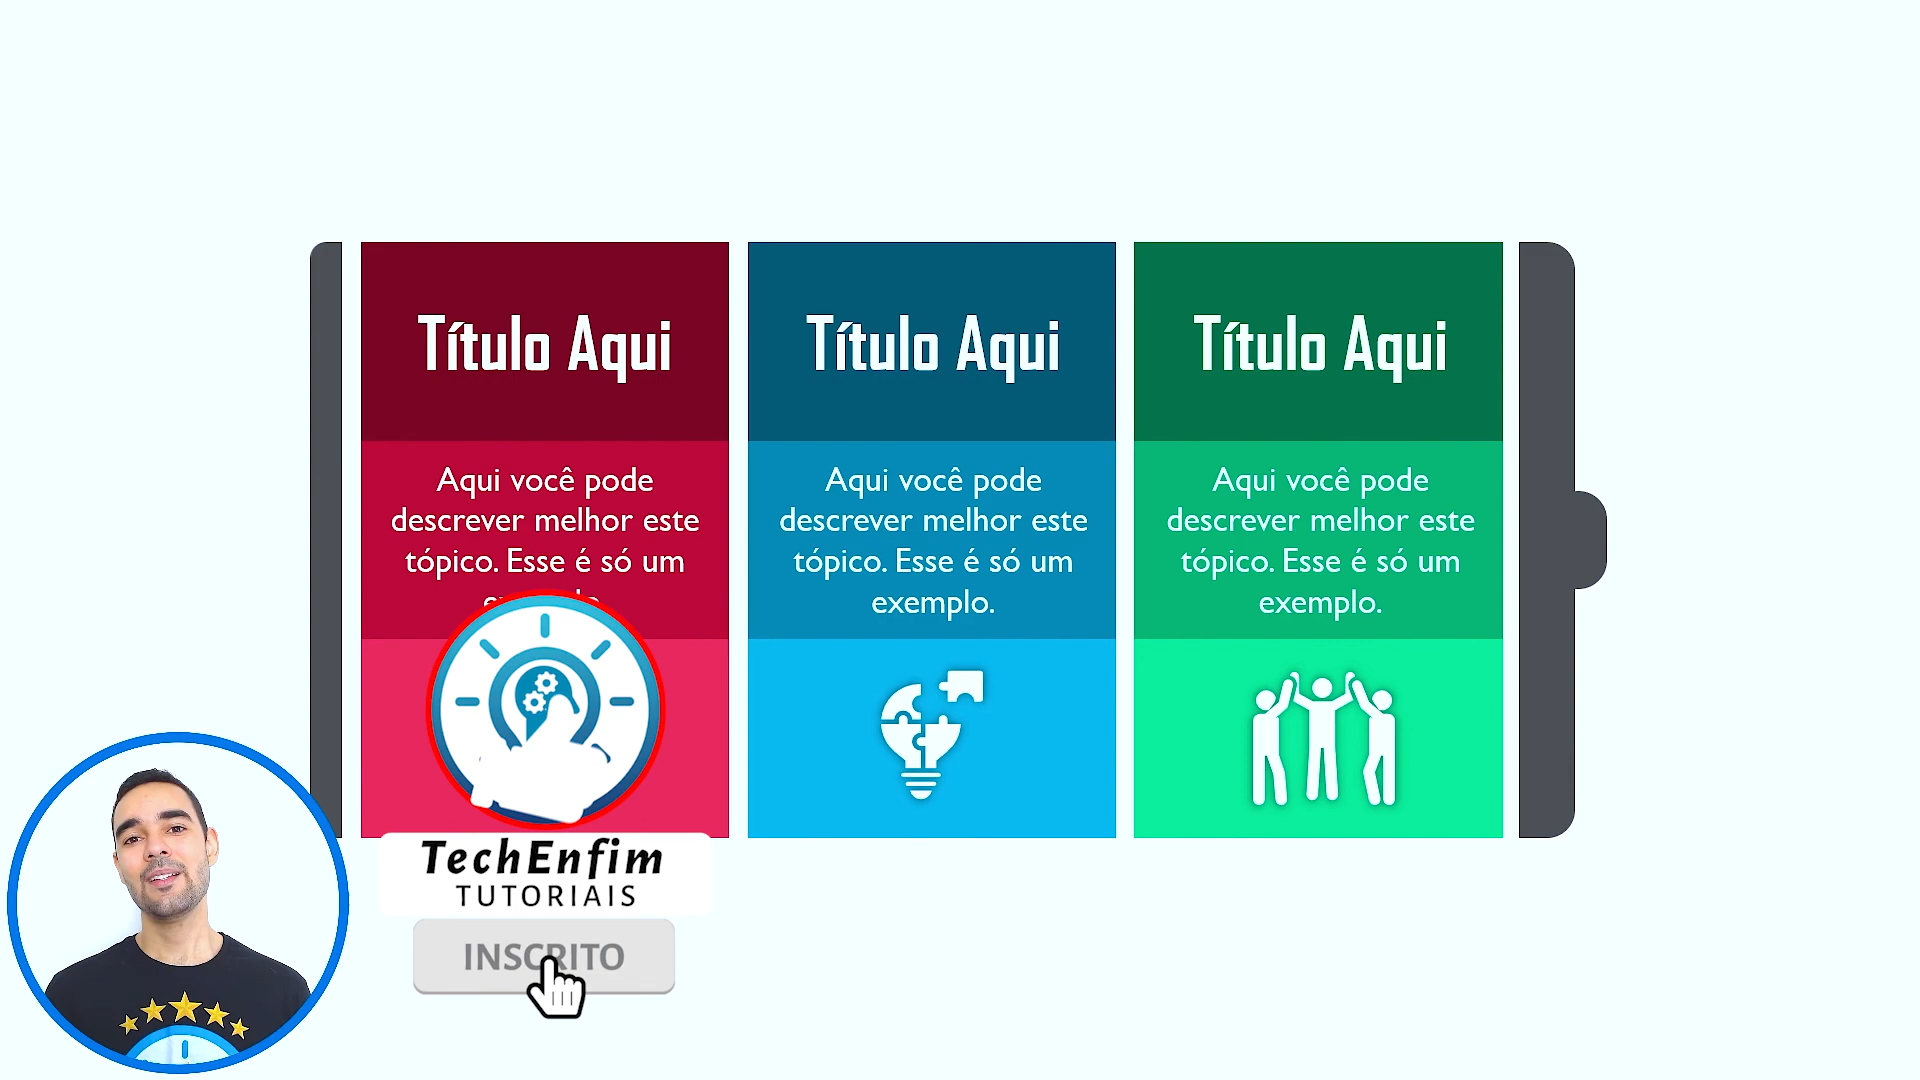 Título Aqui
Aqui você pode
descrever melhor este
tópico. Esse é só um
Título Aqui
Aqui você pode
descrever melhor este
tópico. Esse é só um
exemplo.
Título Aqui
Aqui você pode
descrever melhor este
tópico. Esse é só um
exemplo.
TechEnfim
TUTORIAIS
INSCRITO